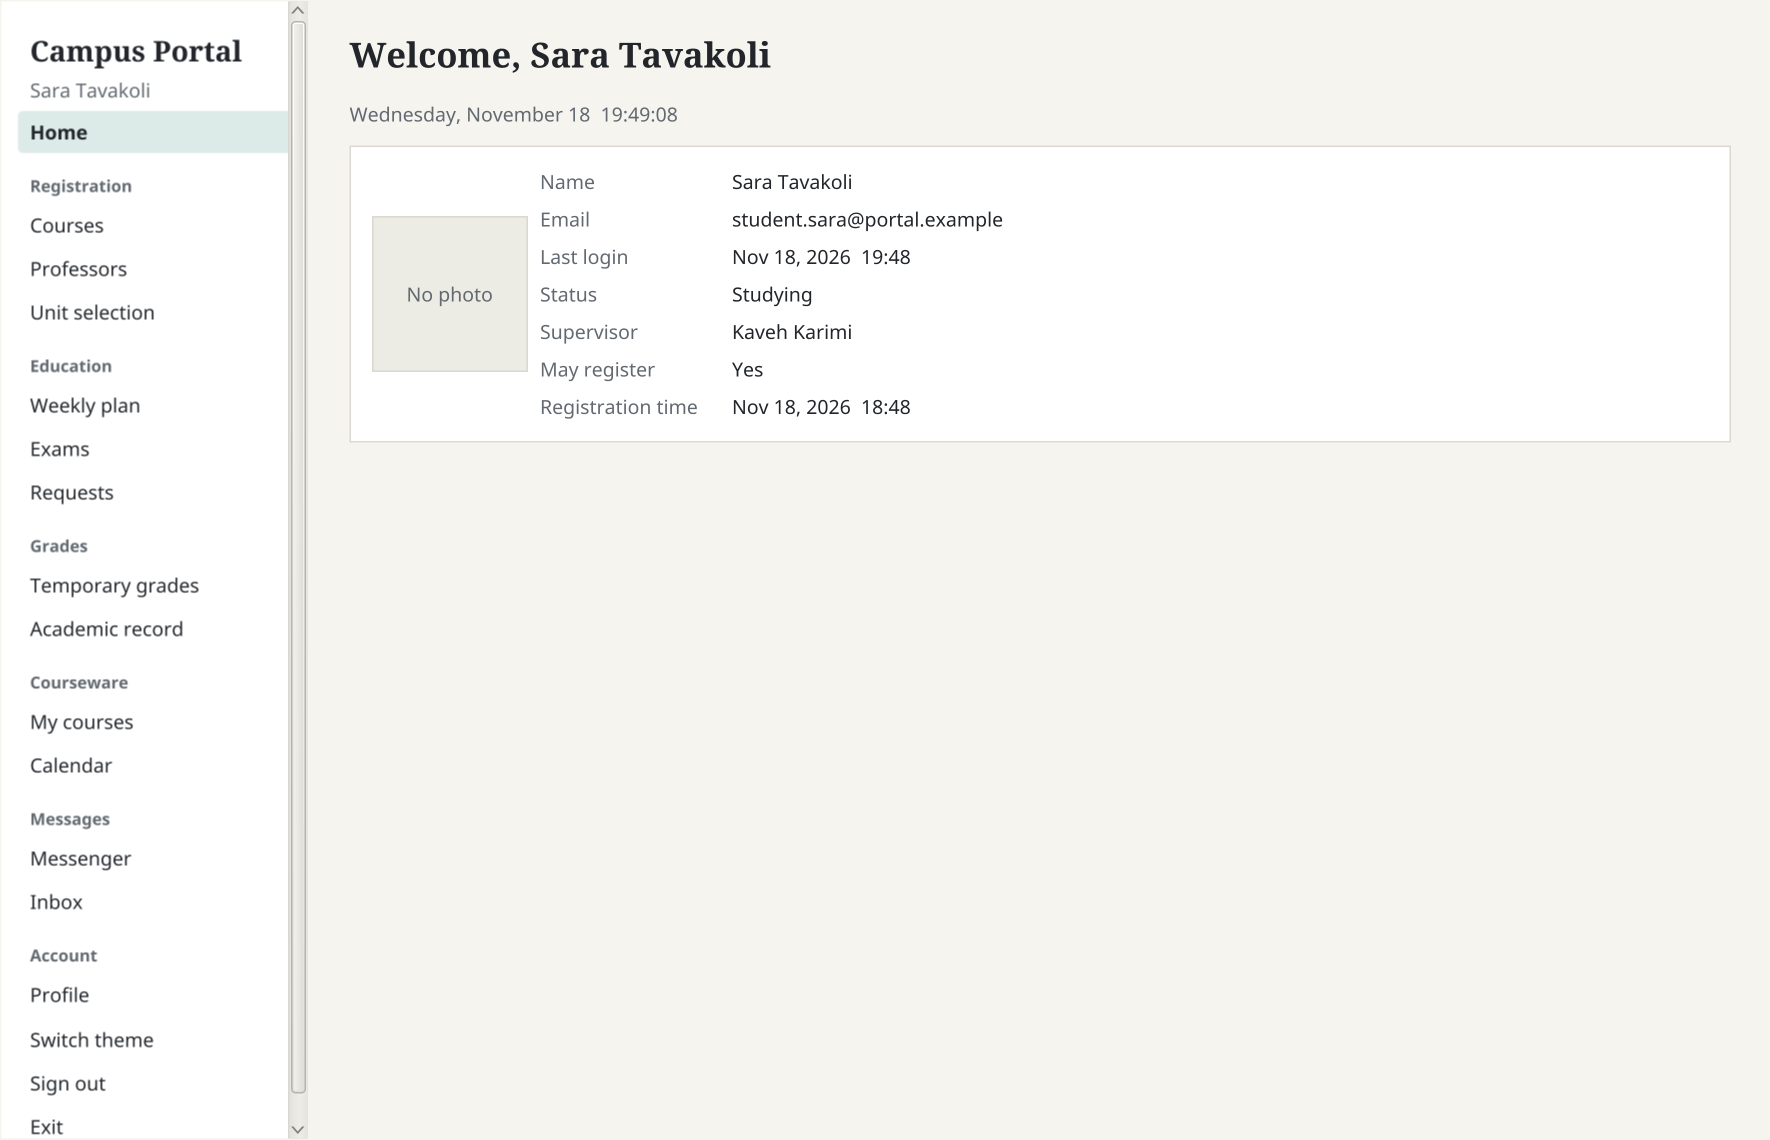 Campus Portal
Sara Tavakoli
Home
Registration
Courses
Professors
Unit selection
Education
Weekly plan
Exams
Requests
Grades
Temporary grades
Academic record
Courseware
My courses
Calendar
Messages
Messenger
Inbox
Account
Profile
Switch theme
Sign out
Exit
Welcome, Sara Tavakoli
Wednesday, November 18 19:49:08
No photo
Name Sara Tavakoli
Email student.sara@portal.example
Last login Nov 18, 2026 19:48
Status Studying
Supervisor Kaveh Karimi
May register Yes
Registration time Nov 18, 2026 18:48